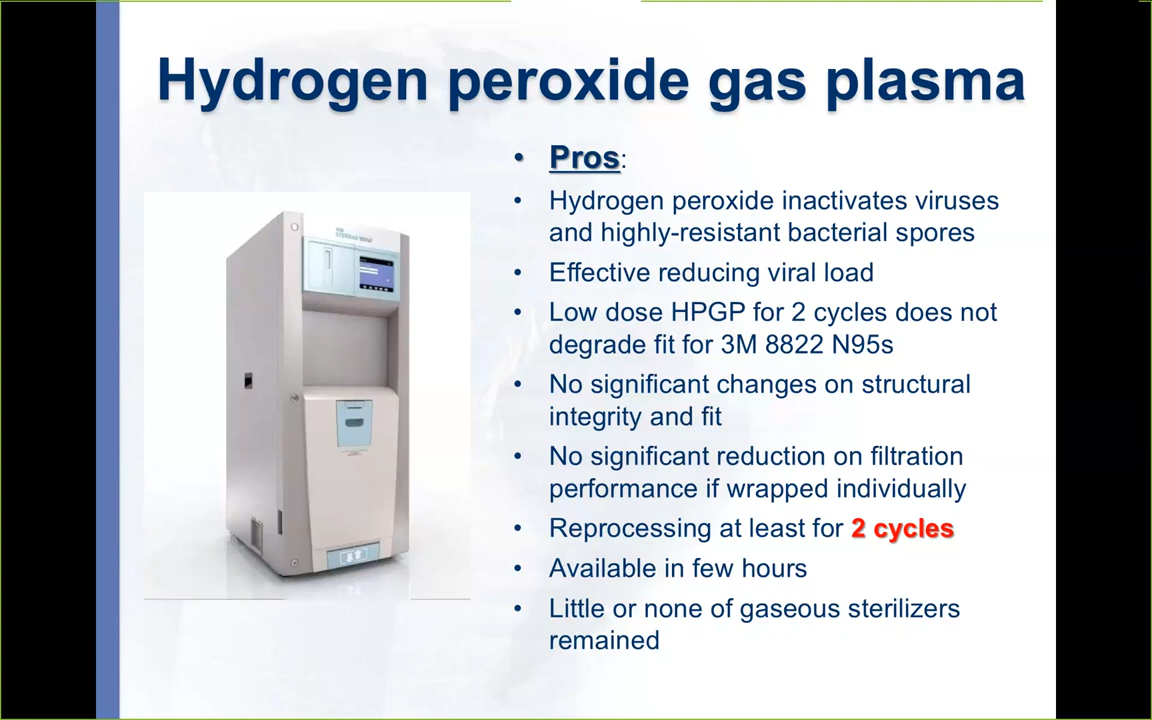 Hydrogen peroxide gas plasma
• Pros:
• Hydrogen peroxide inactivates viruses
and highly-resistant bacterial spores
• Effective reducing viral load
• Low dose HPGP for 2 cycles does not
degrade fit for 3M 8822 N95s
• No significant changes on structural
integrity and fit
• No significant reduction on filtration
performance if wrapped individually
• Reprocessing at least for 2 cycles
• Available in few hours
• Little or none of gaseous sterilizers
remained